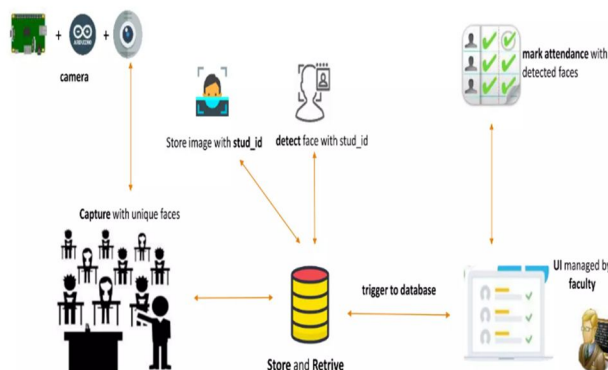 +
+
ARDUINO
camera
Store image with stud_id
detect face with stud_id
mark attendance with
detected faces
Capture with unique faces
trigger to database
UI managed by
faculty
Store and Retrive